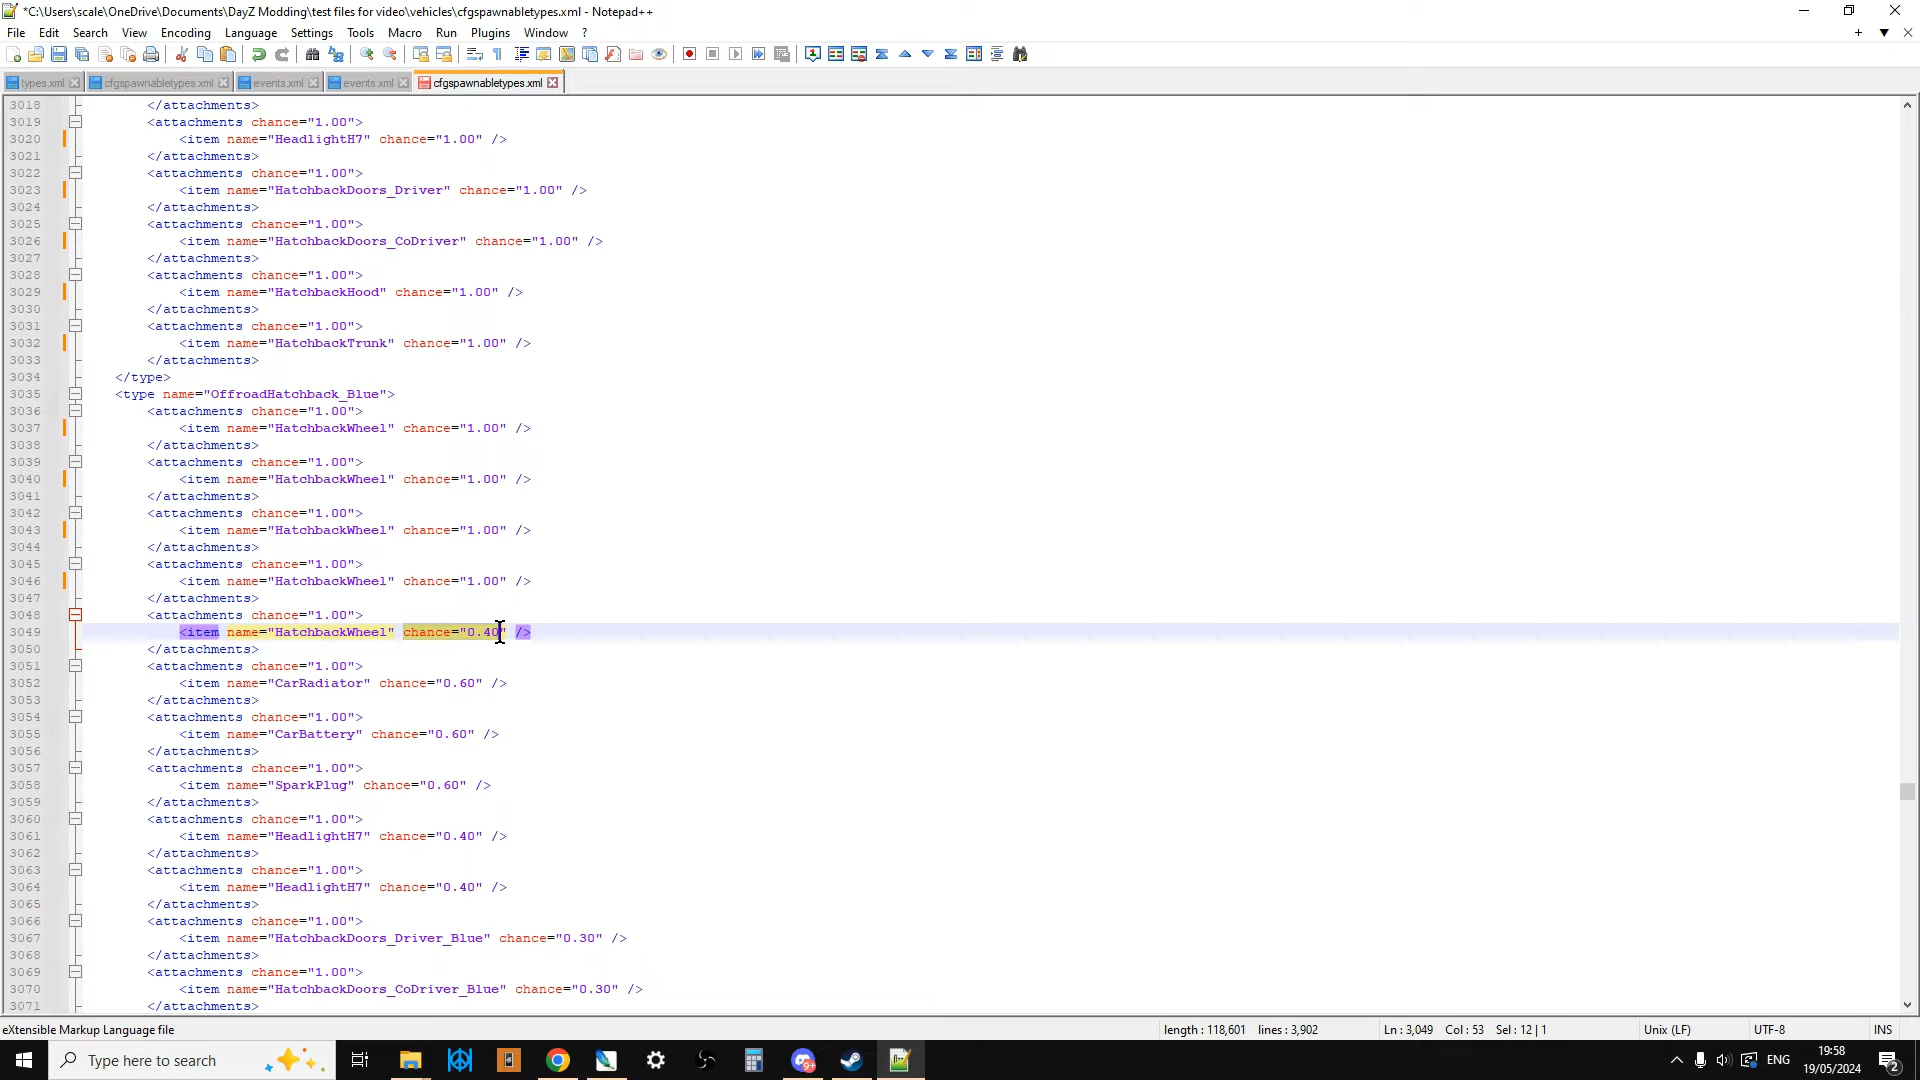 *C:\Users\scale\OneDrive\Documents\DayZ Modding\test files for video\vehicles\cfgspawnabletypes.xml - Notepad++
File Edit Search View Encoding Language Settings Tools Macro Run Plugins Window ?
types.xml cfgspawnabletypes.xml events.xml events.xml cfgspawnabletypes.xml
3018 </attachments>
3019 <attachments chance="1.00">
3020 <item name="HeadlightH7" chance="1.00" />
3021 </attachments>
3022 <attachments chance="1.00">
3023 <item name="HatchbackDoors_Driver" chance="1.00" />
3024 </attachments>
3025 <attachments chance="1.00">
3026 <item name="HatchbackDoors_CoDriver" chance="1.00" />
3027 </attachments>
3028 <attachments chance="1.00">
3029 <item name="HatchbackHood" chance="1.00" />
3030 </attachments>
3031 <attachments chance="1.00">
3032 <item name="HatchbackTrunk" chance="1.00" />
3033 </attachments>
3034 </type>
3035 <type name="OffroadHatchback_Blue">
3036 <attachments chance="1.00">
3037 <item name="HatchbackWheel" chance="1.00" />
3038 </attachments>
3039 <attachments chance="1.00">
3040 <item name="HatchbackWheel" chance="1.00" />
3041 </attachments>
3042 <attachments chance="1.00">
3043 <item name="HatchbackWheel" chance="1.00" />
3044 </attachments>
3045 <attachments chance="1.00">
3046 <item name="HatchbackWheel" chance="1.00" />
3047 </attachments>
3048 <attachments chance="1.00">
3049 <item name="HatchbackWheel" chance="0.40" />
3050 </attachments>
3051 <attachments chance="1.00">
3052 <item name="CarRadiator" chance="0.60" />
3053 </attachments>
3054 <attachments chance="1.00">
3055 <item name="CarBattery" chance="0.60" />
3056 </attachments>
3057 <attachments chance="1.00">
3058 <item name="SparkPlug" chance="0.60" />
3059 </attachments>
3060 <attachments chance="1.00">
3061 <item name="HeadlightH7" chance="0.40" />
3062 </attachments>
3063 <attachments chance="1.00">
3064 <item name="HeadlightH7" chance="0.40" />
3065 </attachments>
3066 <attachments chance="1.00">
3067 <item name="HatchbackDoors_Driver_Blue" chance="0.30" />
3068 </attachments>
3069 <attachments chance="1.00">
3070 <item name="HatchbackDoors_CoDriver_Blue" chance="0.30" />
3071 </attachments>
eXtensible Markup Language file length : 118,601 lines : 3,902 Ln : 3,049 Col : 53 Sel : 12 | 1 Unix (LF) UTF-8 INS
Type here to search ENG 19:58
19/05/2024